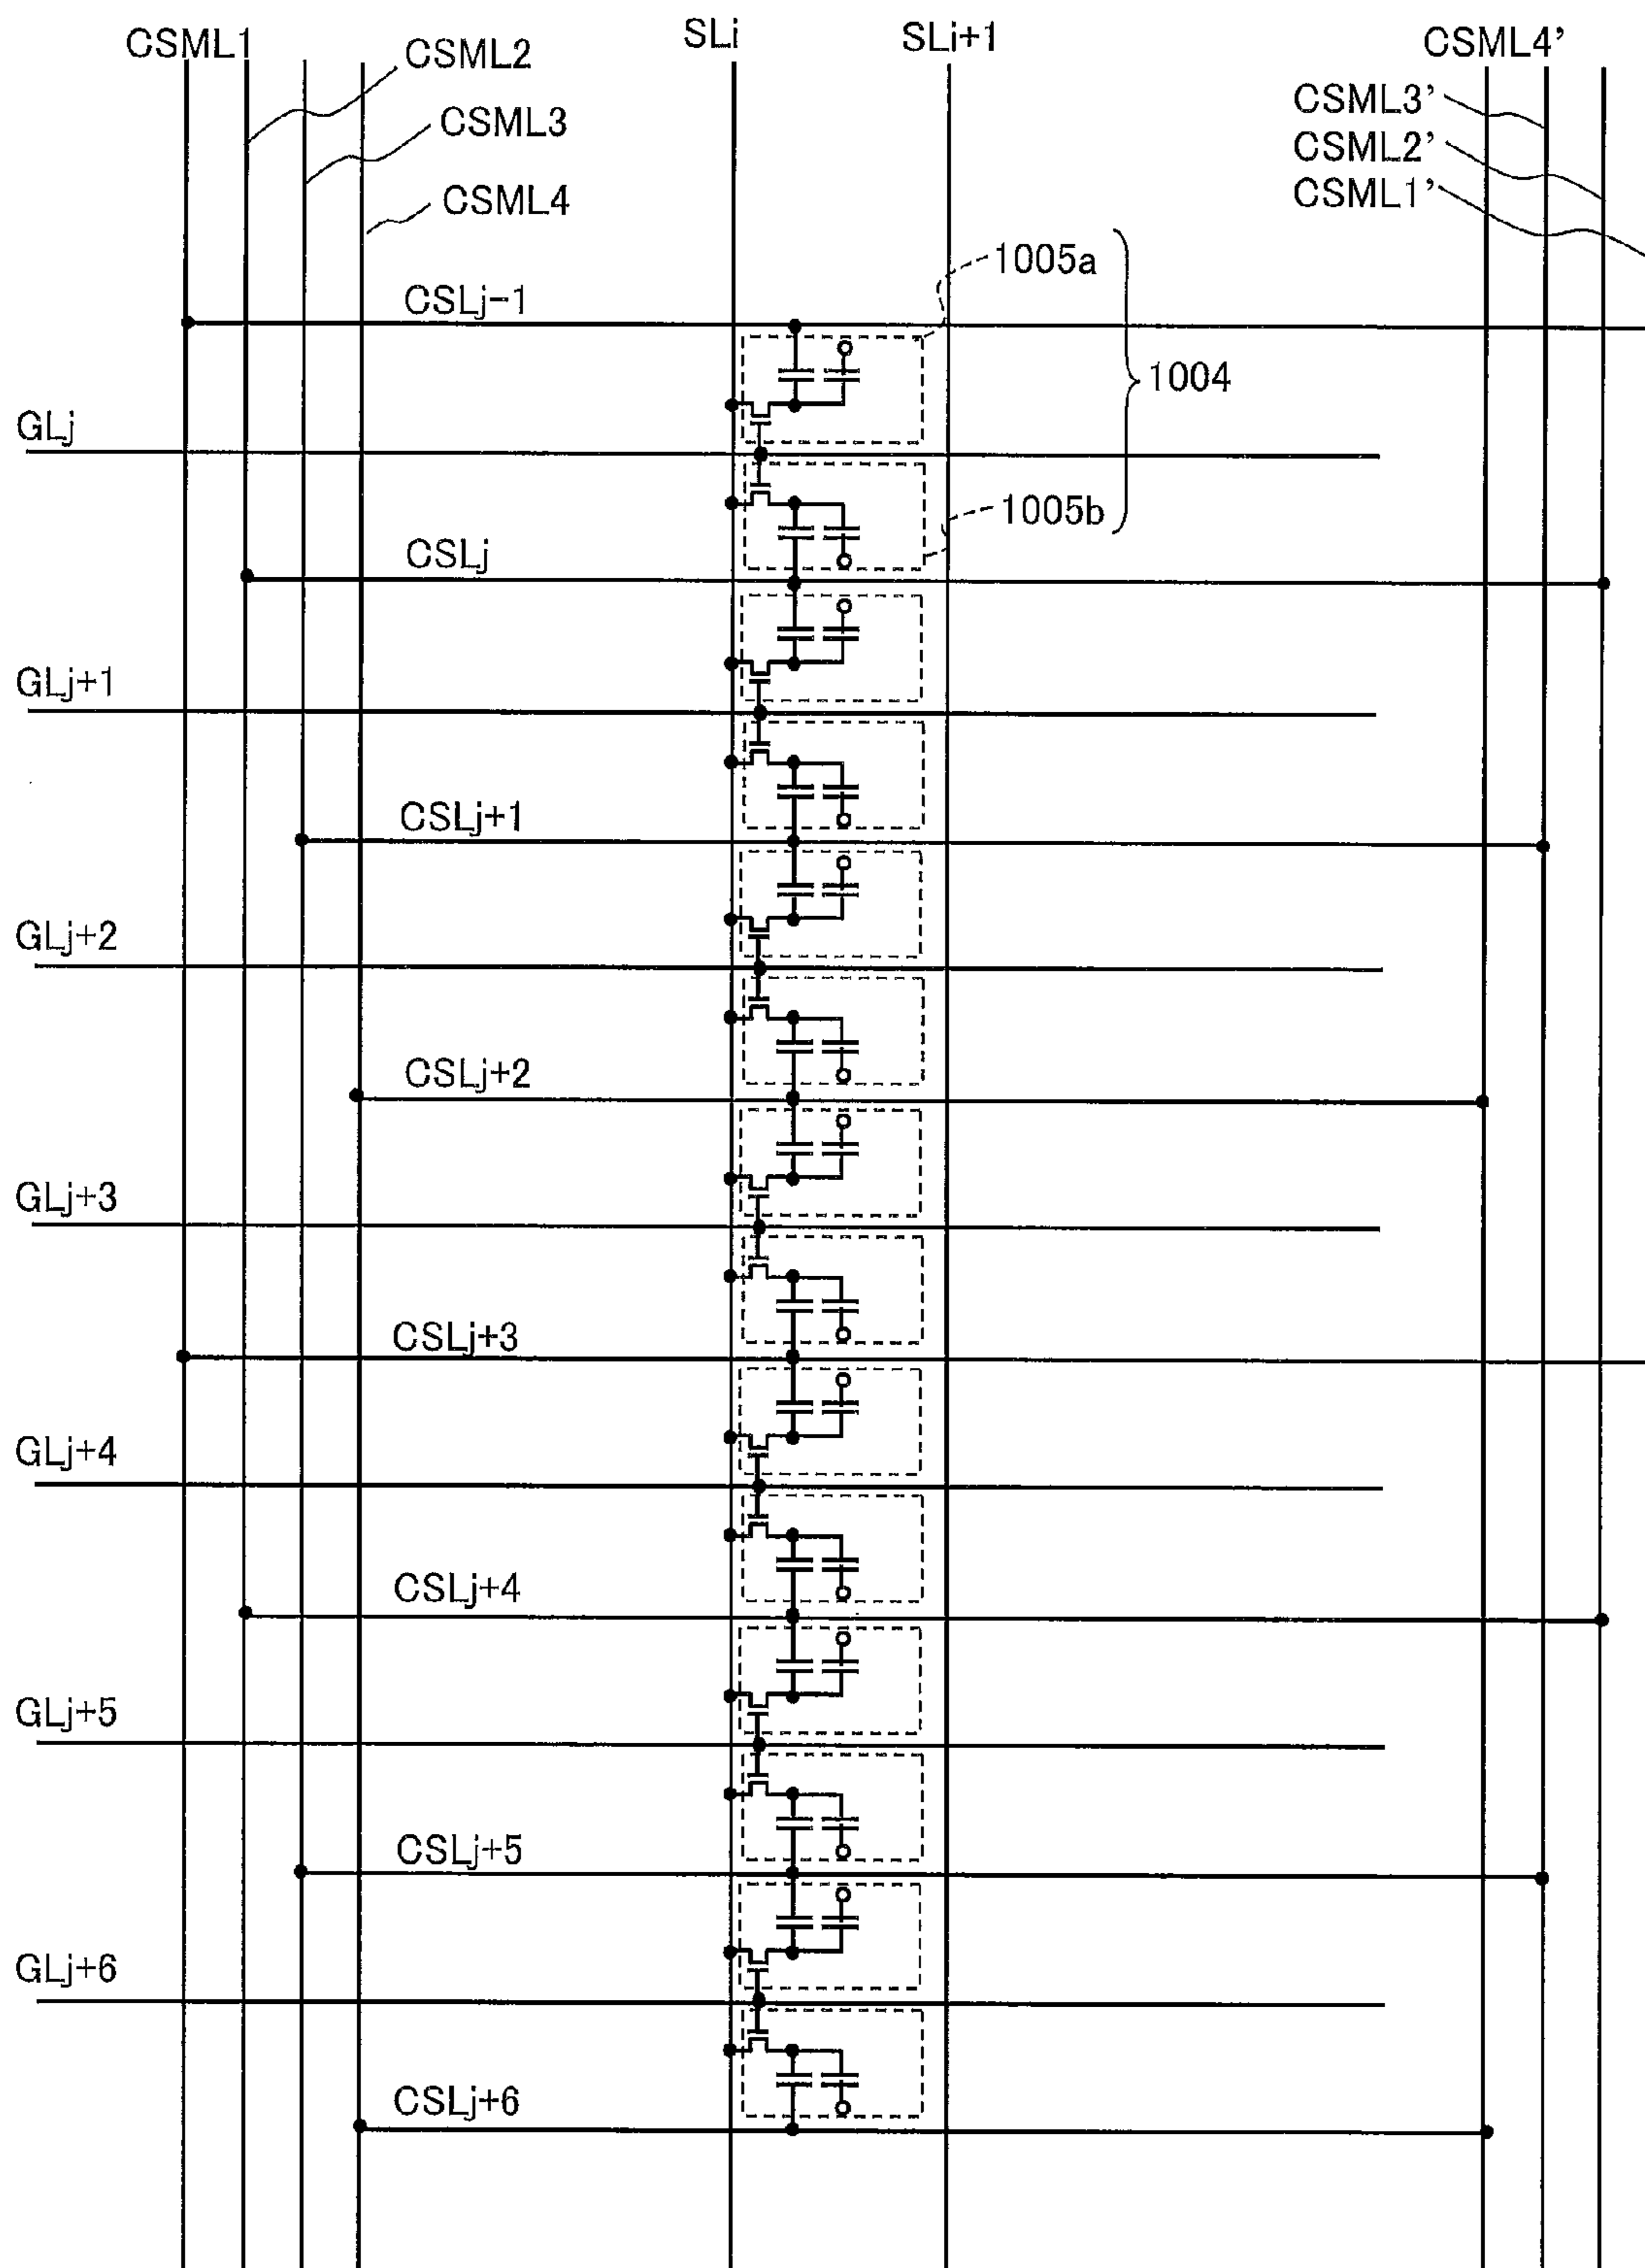 CSML1
CSML2
CSML3
CSML4
SLi
SLi+1
CSML4’
CSML3’
CSML2’
CSML1’
1005a
CSLj-1
1004
GLj
1005b
CSLj
GLj+1
CSLj+1
GLj+2
CSLj+2
GLj+3
CSLj+3
GLj+4
CSLj+4
GLj+5
CSLj+5
GLj+6
CSLj+6